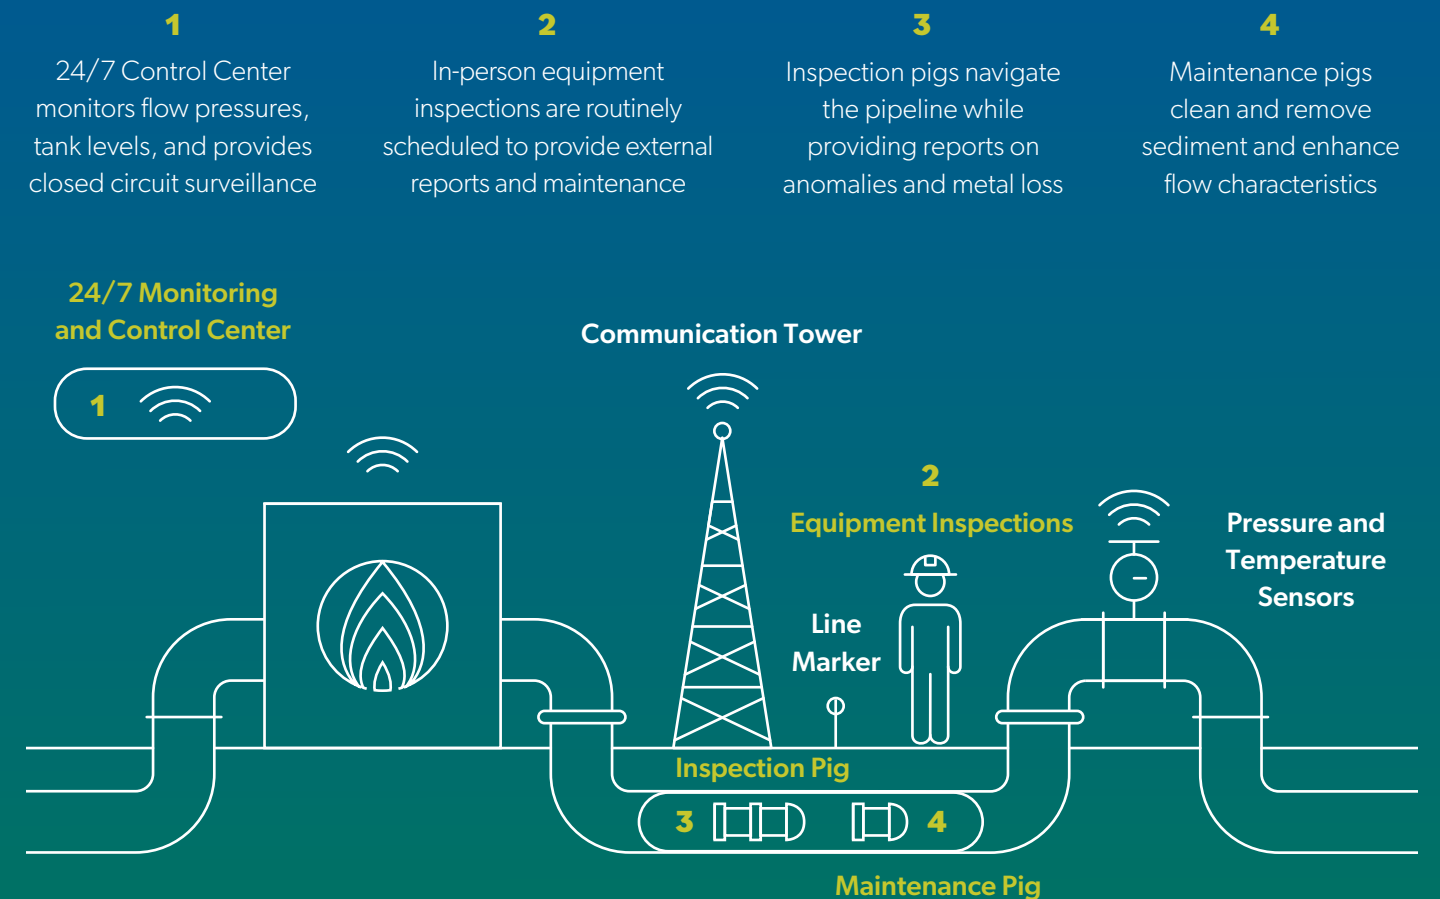 1
24/7 Control Center
monitors flow pressures,
tank levels, and provides
closed circuit surveillance
2
In-person equipment
inspections are routinely
scheduled to provide external
reports and maintenance
3
Inspection pigs navigate
the pipeline while
providing reports on
anomalies and metal loss
4
Maintenance pigs
clean and remove
sediment and enhance
flow characteristics
24/7 Monitoring
and Control Center
1
Communication Tower
2
Equipment Inspections
Line
Marker
Pressure and
Temperature
Sensors
Inspection Pig
3
4
Maintenance Pig